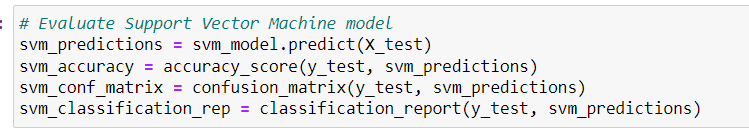 :
# Evaluate Support Vector Machine model
svm_predictions = svm_model.predict(X_test)
svm_accuracy = accuracy_score(y_test, svm_predictions)
svm_conf_matrix = confusion_matrix(y_test, svm_predictions)
svm_classification_rep = classification_report(y_test, svm_predictions)